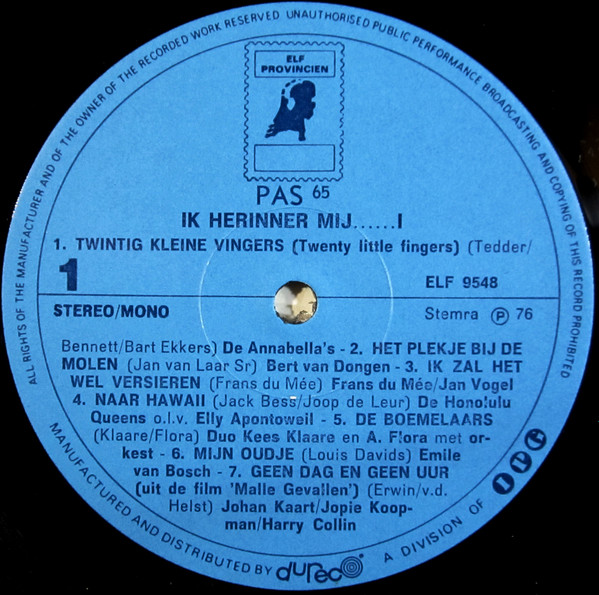 ALL RIGHTS OF THE MANUFACTURER AND OF THE OWNER OF THE RECORDED WORK RESERVED UNAUTHORISED PUBLIC PERFORMANCE BROADCASTING AND COPYING OF THIS RECORD PROHIBITED
ELF
PROVINCIEN
PAS 65
IK HERINNER MIJ......I
1. TWINTIG KLEINE VINGERS (Twenty little fingers) (Tedder/
1
ELF 9548
STEREO/MONO
Stemra Ⓟ 76
Bennett/Bart Ekkers) De Annabella's - 2. HET PLEKJE BIJ DE
MOLEN (Jan van Laar Sr) Bert van Dongen - 3. IK ZAL HET
WEL VERSIEREN (Frans du Mée) Frans du Mée/Jan Vogel
4. NAAR HAWAII (Jack Bess/Joop de Leur) De Honolulu
Queens o.l.v. Elly Apontoweil - 5. DE BOEMELAARS
(Klaare/Flora) Duo Kees Klaare en A. Flora met or-
kest - 6. MIJN OUDJE (Louis Davids) Emile
van Bosch - 7. GEEN DAG EN GEEN UUR
(uit de film 'Malle Gevallen') (Erwin/v.d.
Helst) Johan Kaart/Jopie Koop-
man/Harry Collin
MANUFACTURED AND DISTRIBUTED BY dureco
A DIVISION OF